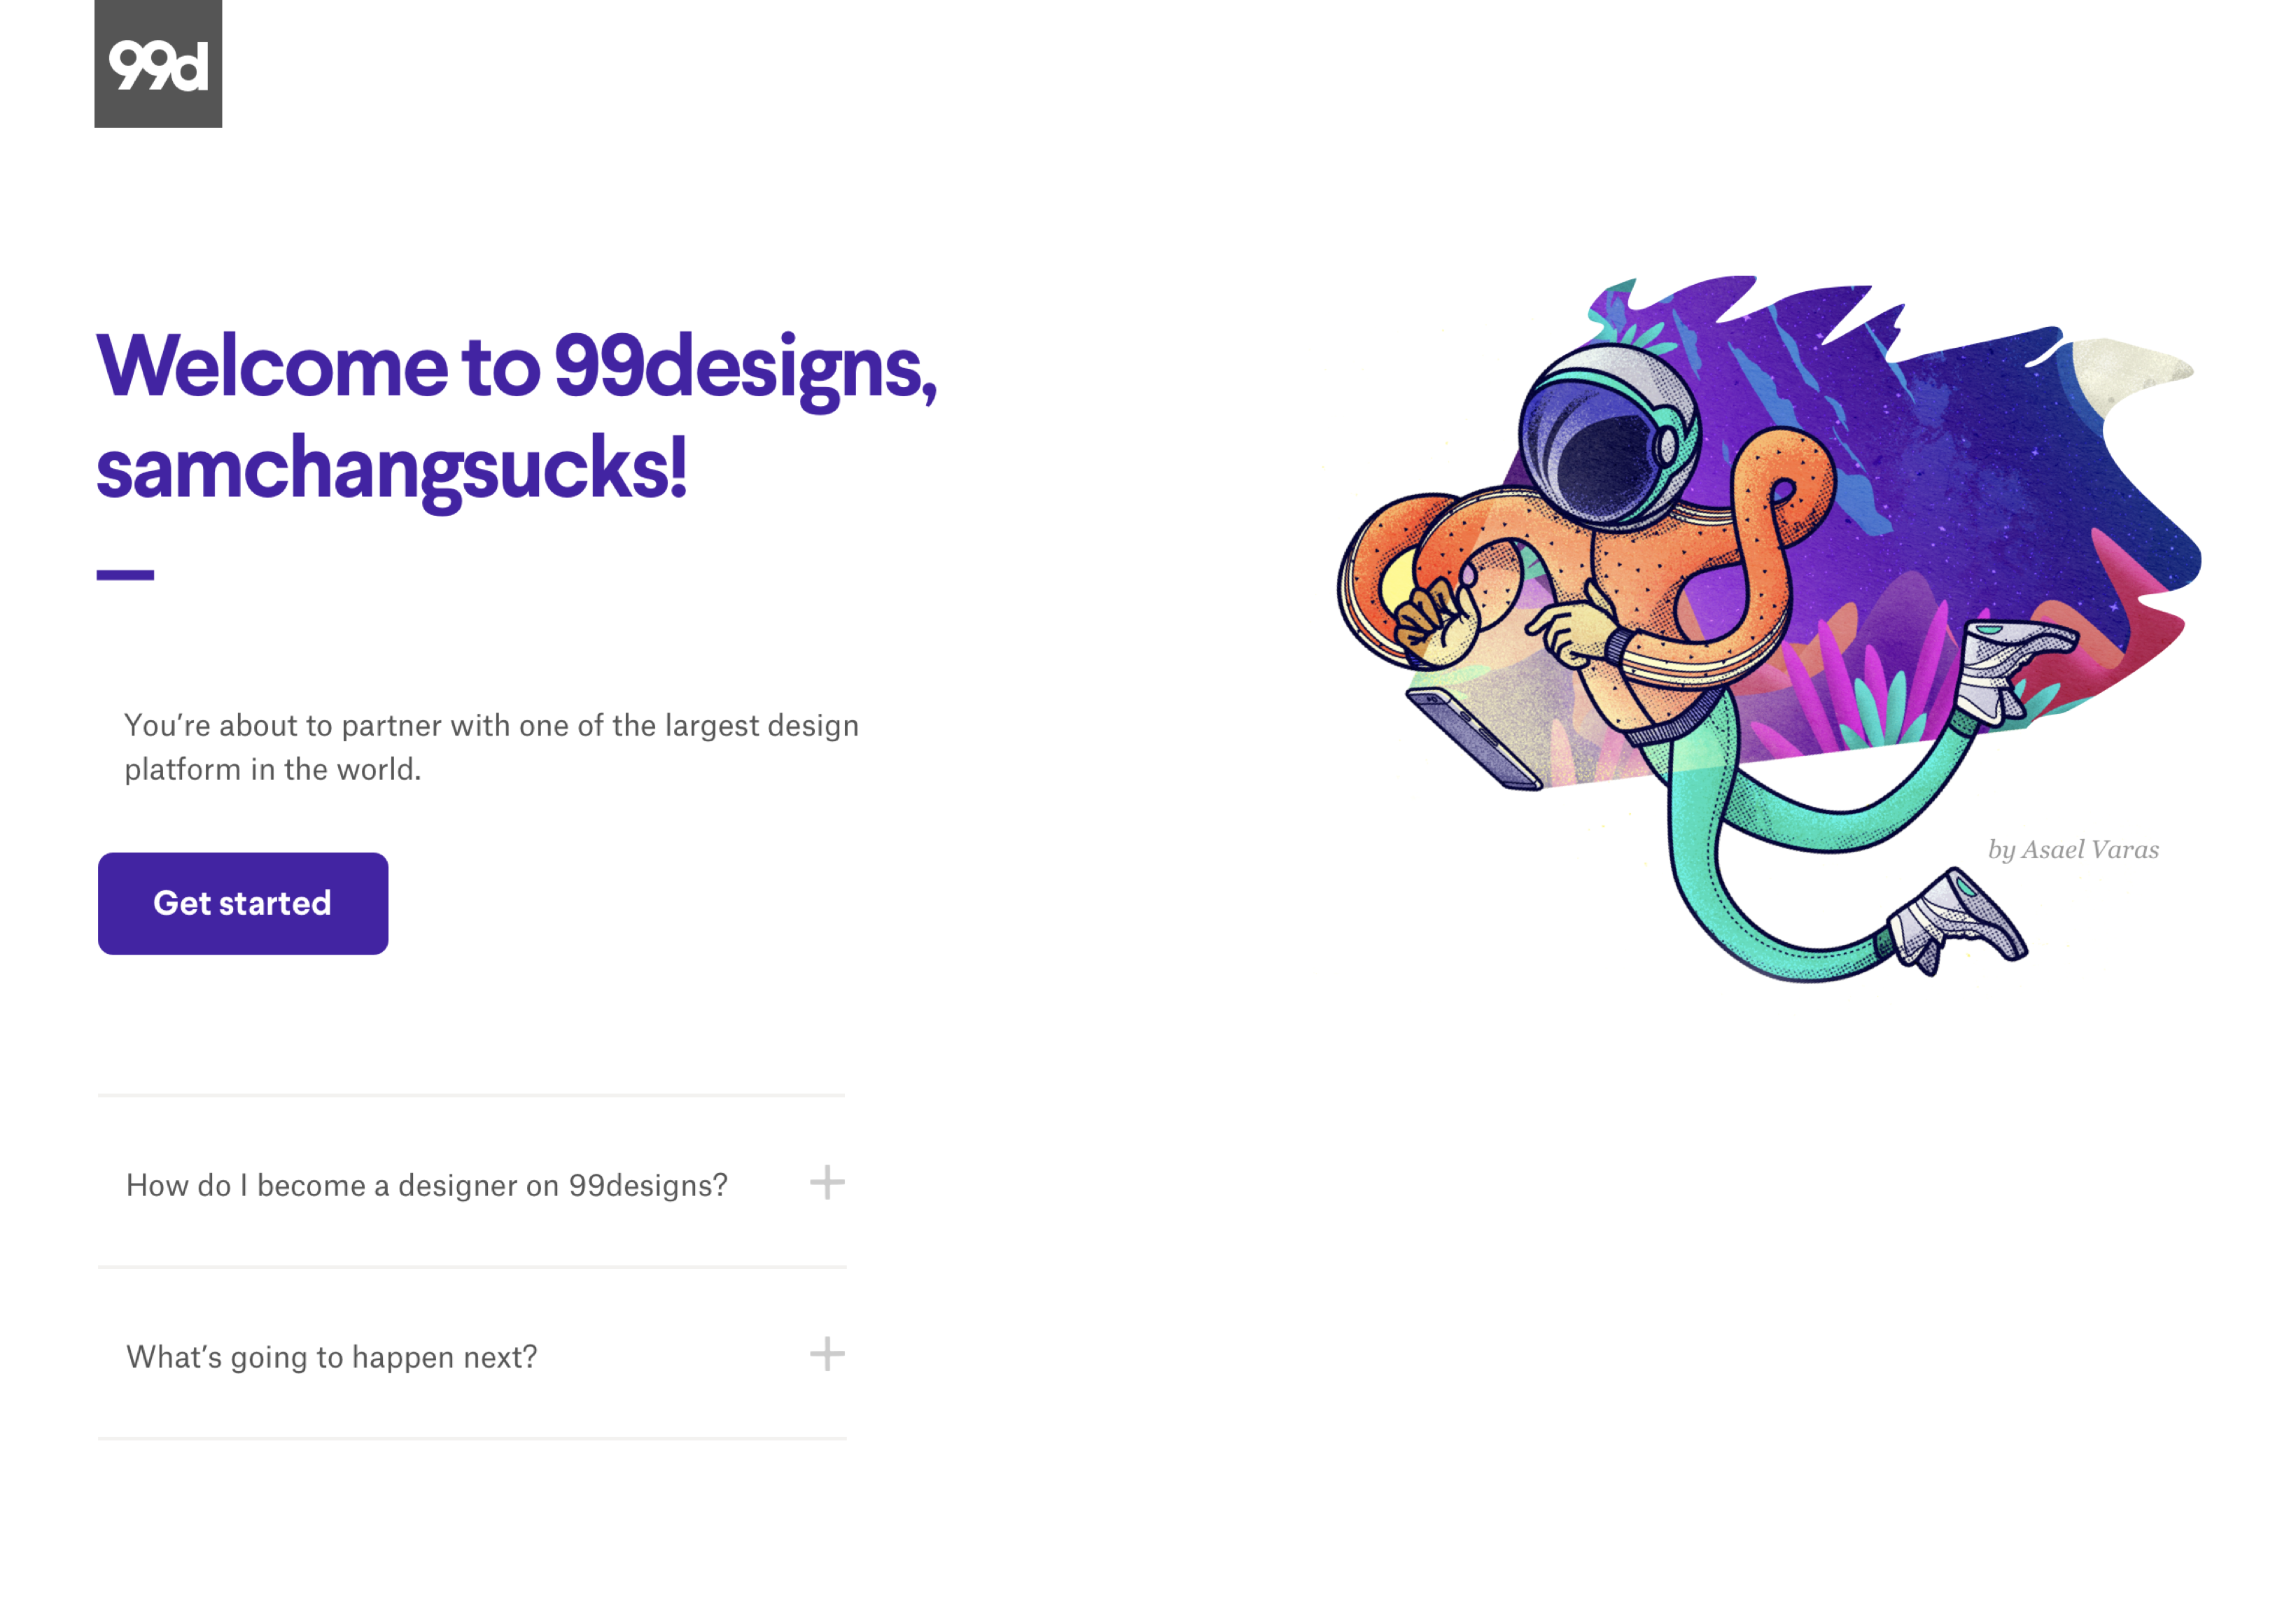 99d
Welcome to 99designs,
samchangsucks!
You’re about to partner with one of the largest design
platform in the world.
Get started
by Asael Varas
How do I become a designer on 99designs?
What’s going to happen next?